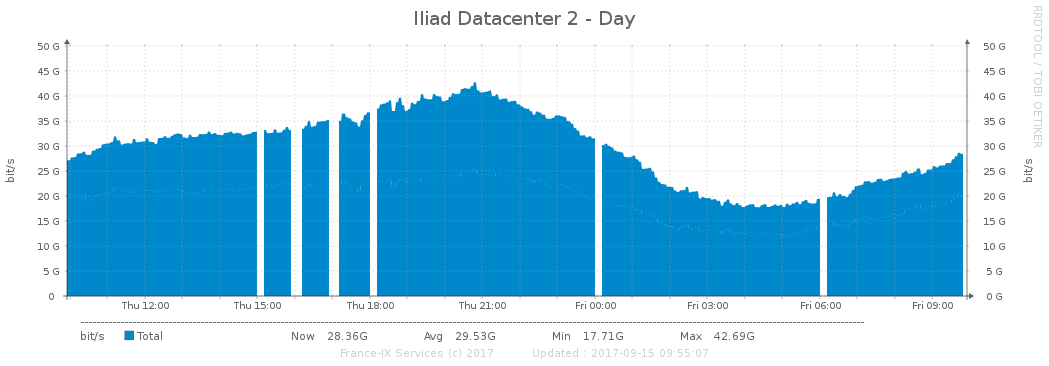 Iliad Datacenter 2 - Day
RRDTOOL / TOBI OETIKER
50 G 50 G
45 G 45 G
40 G 40 G
35 G 35 G
30 G 30 G
25 G 25 G
20 G 20 G
15 G 15 G
10 G 10 G
5 G 5 G
0 0 G
bit/s bit/s
Thu 12:00 Thu 15:00 Thu 18:00 Thu 21:00 Fri 00:00 Fri 03:00 Fri 06:00 Fri 09:00
bit/s Total Now 28.36G Avg 29.53G Min 17.71G Max 42.69G
France-IX Services (c) 2017 Updated : 2017-09-15 09:55:07